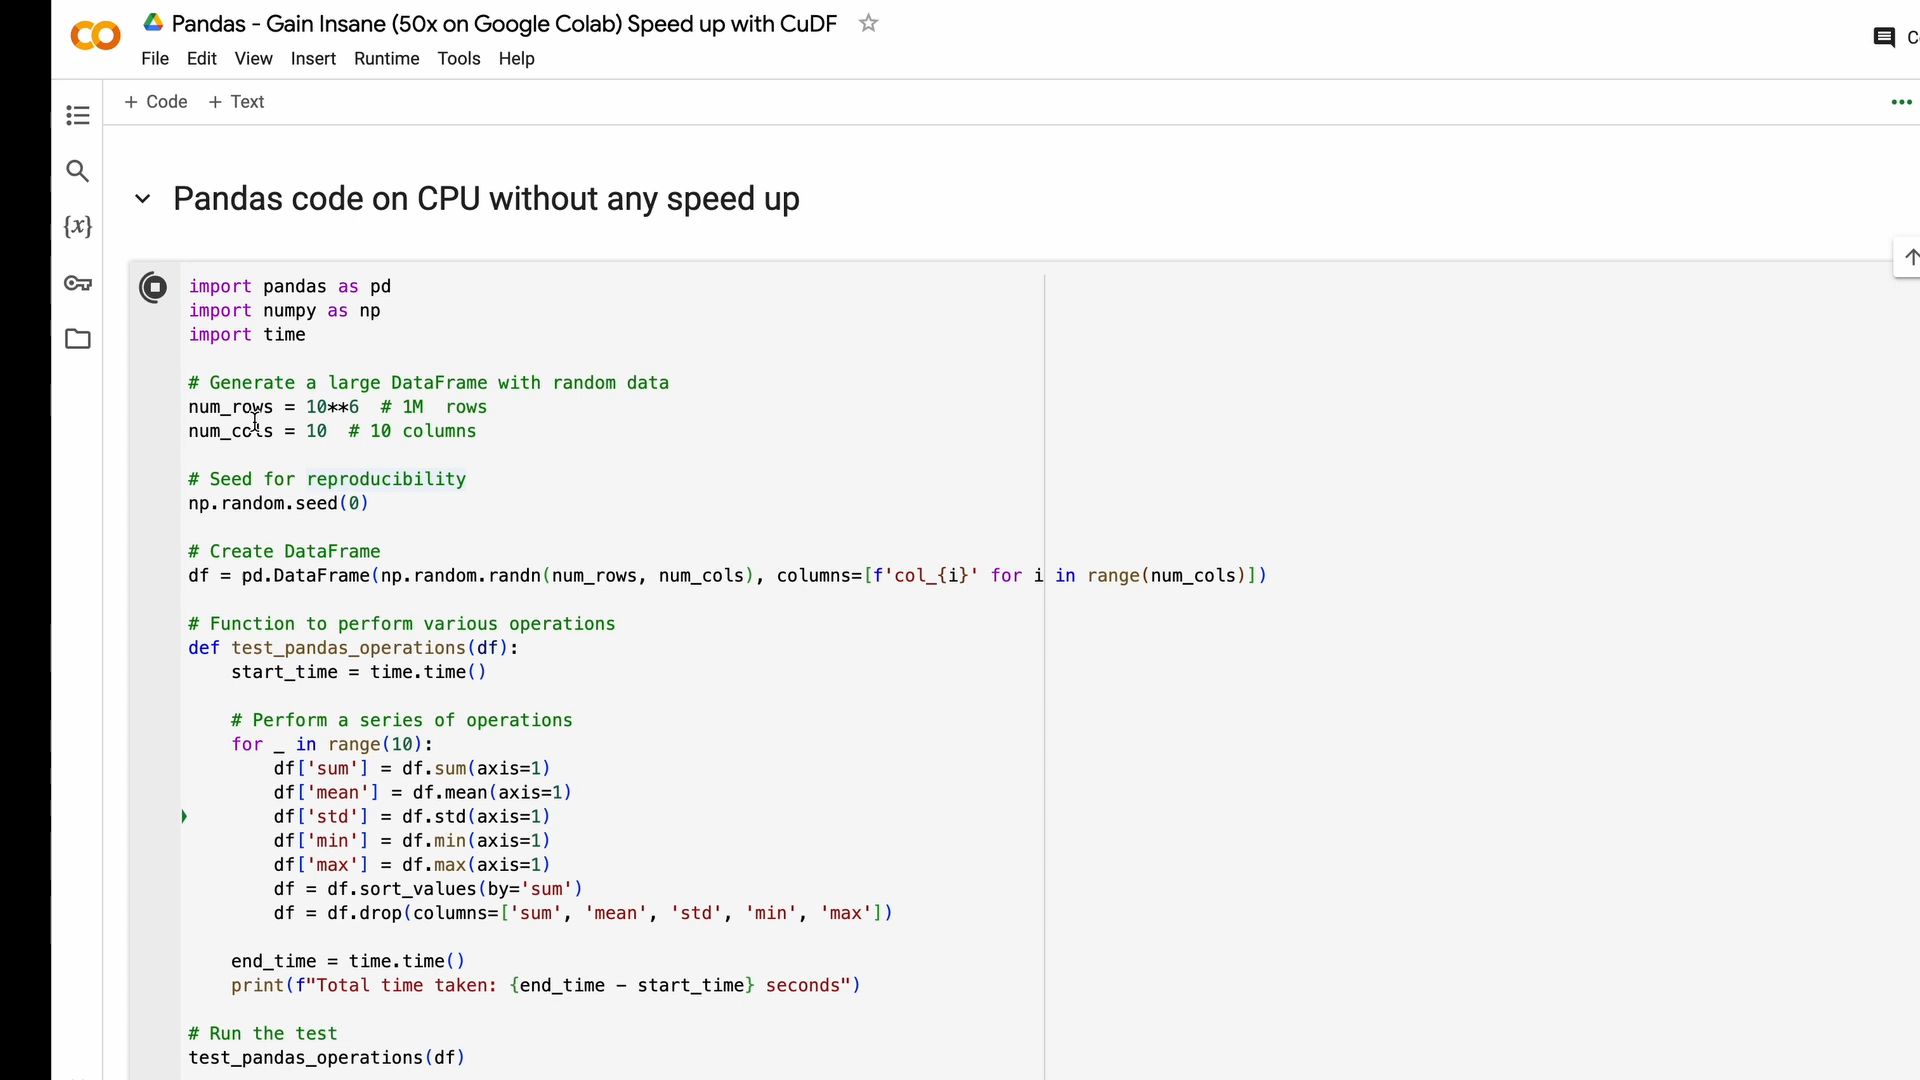 Pandas - Gain Insane (50x on Google Colab) Speed up with CuDF
File Edit View Insert Runtime Tools Help
+ Code + Text
Pandas code on CPU without any speed up
{x}
import pandas as pd
import numpy as np
import time
# Generate a large DataFrame with random data
num_rows = 10**6  # 1M  rows
num_cols = 10  # 10 columns
# Seed for reproducibility
np.random.seed(0)
# Create DataFrame
df = pd.DataFrame(np.random.randn(num_rows, num_cols), columns=[f'col_{i}' for i in range(num_cols)])
# Function to perform various operations
def test_pandas_operations(df):
    start_time = time.time()
    # Perform a series of operations
    for _ in range(10):
        df['sum'] = df.sum(axis=1)
        df['mean'] = df.mean(axis=1)
        df['std'] = df.std(axis=1)
        df['min'] = df.min(axis=1)
        df['max'] = df.max(axis=1)
        df = df.sort_values(by='sum')
        df = df.drop(columns=['sum', 'mean', 'std', 'min', 'max'])
    end_time = time.time()
    print(f"Total time taken: {end_time - start_time} seconds")
# Run the test
test_pandas_operations(df)